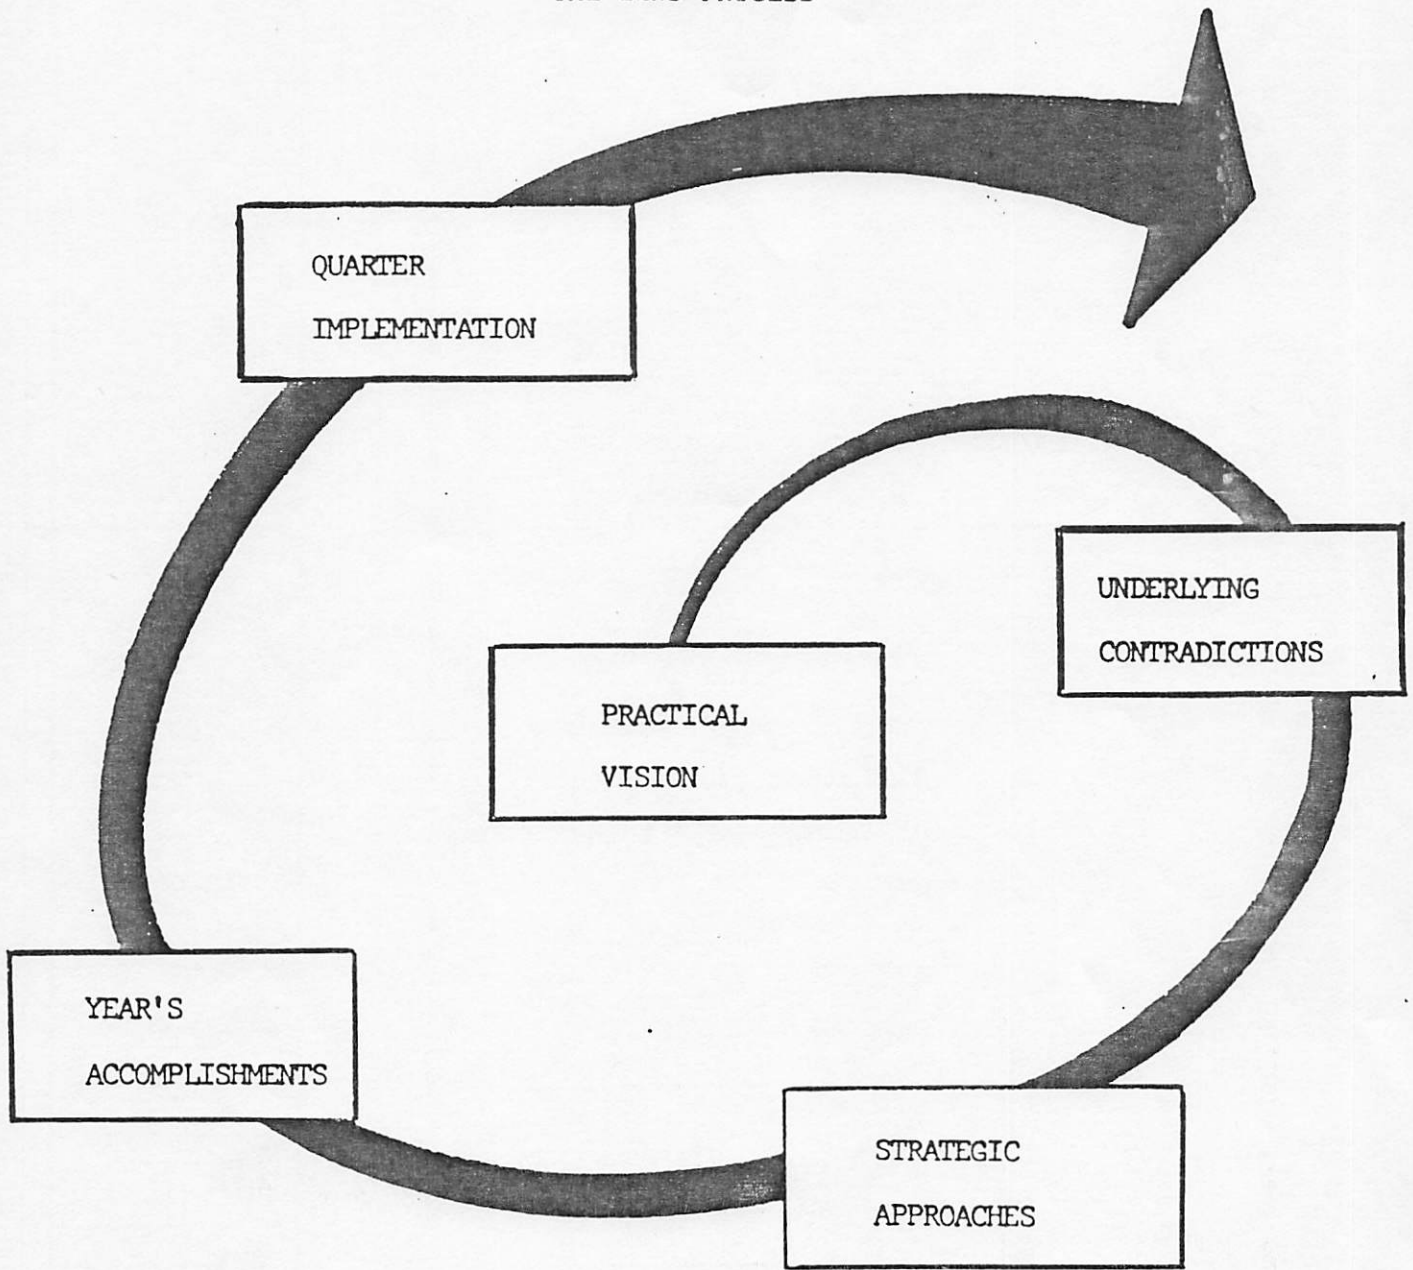 PRACTICAL
VISION
UNDERLYING
CONTRADICTIONS
STRATEGIC
APPROACHES
YEAR'S
ACCOMPLISHMENTS
QUARTER
IMPLEMENTATION